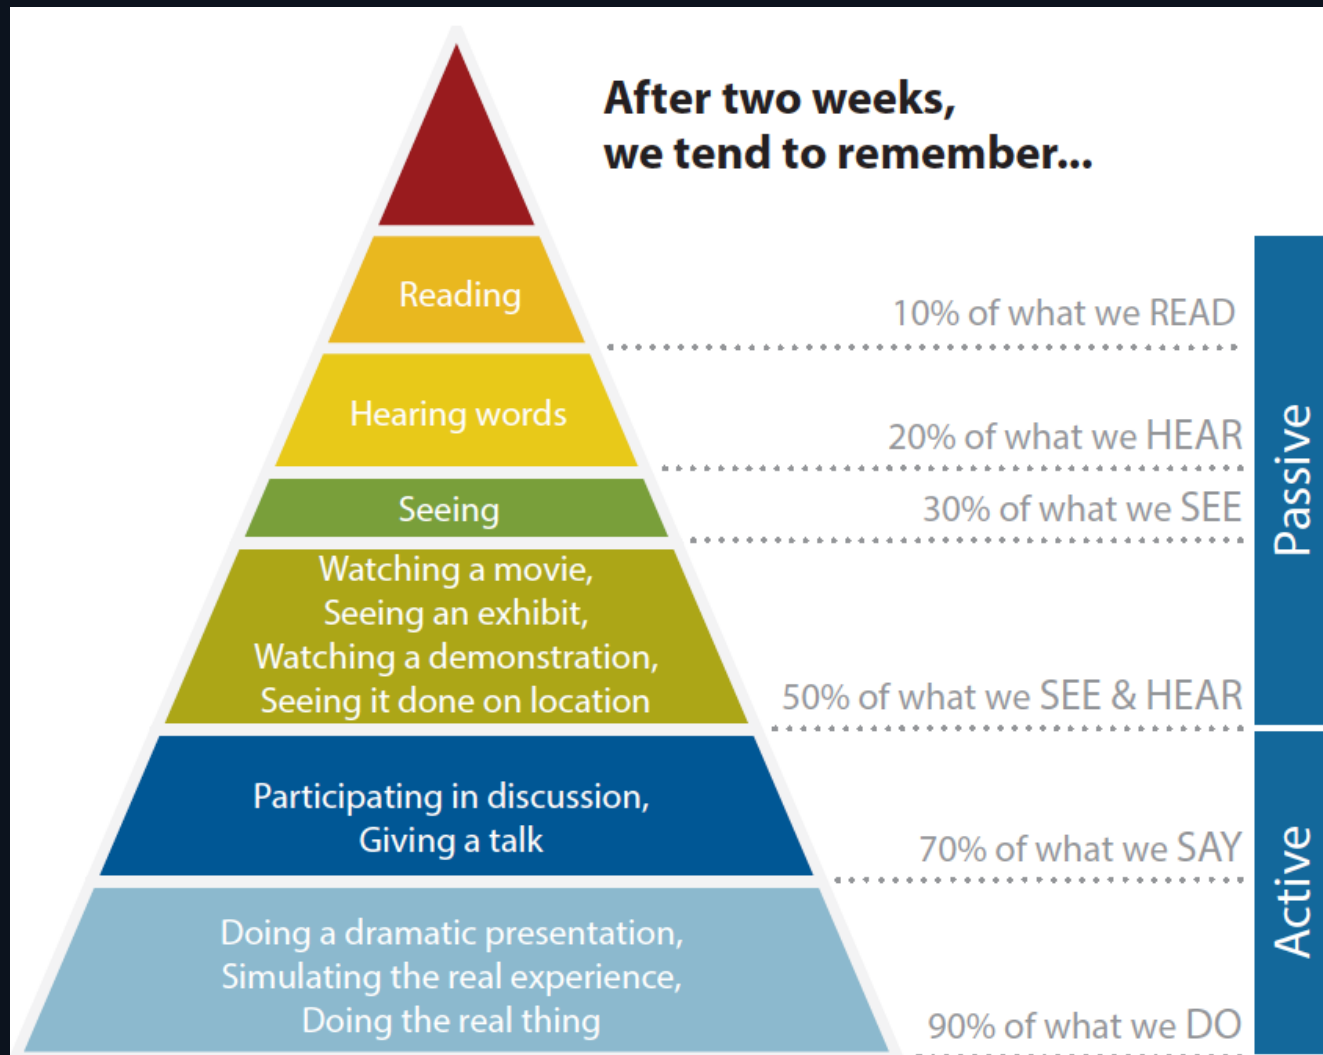 After two weeks,
we tend to remember...
Reading
10% of what we READ
Hearing words
20% of what we HEAR
Seeing
30% of what we SEE
Watching a movie,
Seeing an exhibit,
Watching a demonstration,
Seeing it done on location
50% of what we SEE & HEAR
Passive
Participating in discussion,
Giving a talk
70% of what we SAY
Doing a dramatic presentation,
Simulating the real experience,
Doing the real thing
90% of what we DO
Active